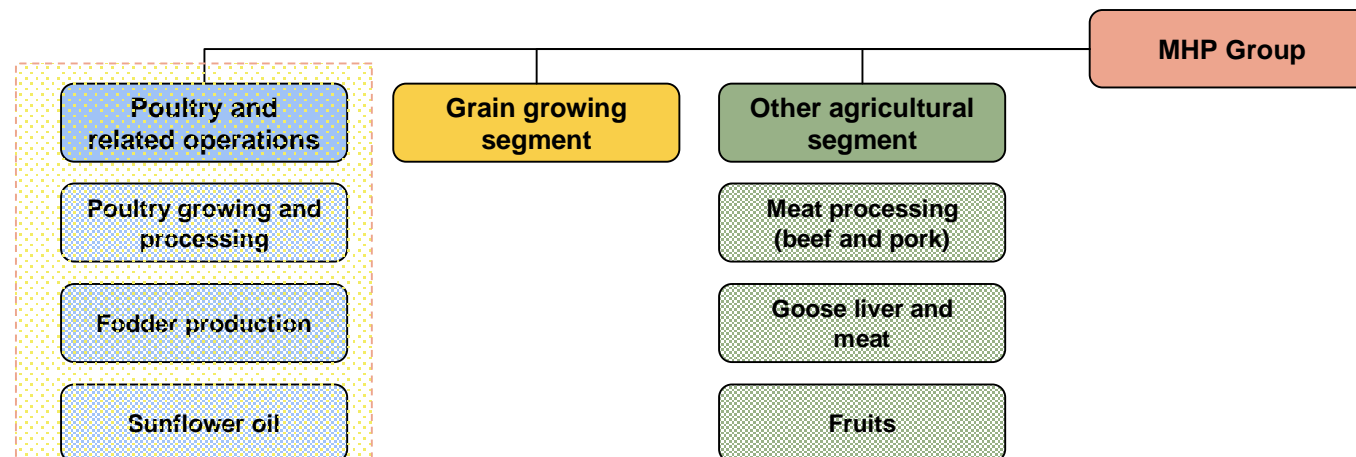 MHP Group
Poultry and
related operations
Grain growing
segment
Other agricultural
segment
Poultry growing and
processing
Meat processing
(beef and pork)
Fodder production
Goose liver and
meat
Sunflower oil
Fruits